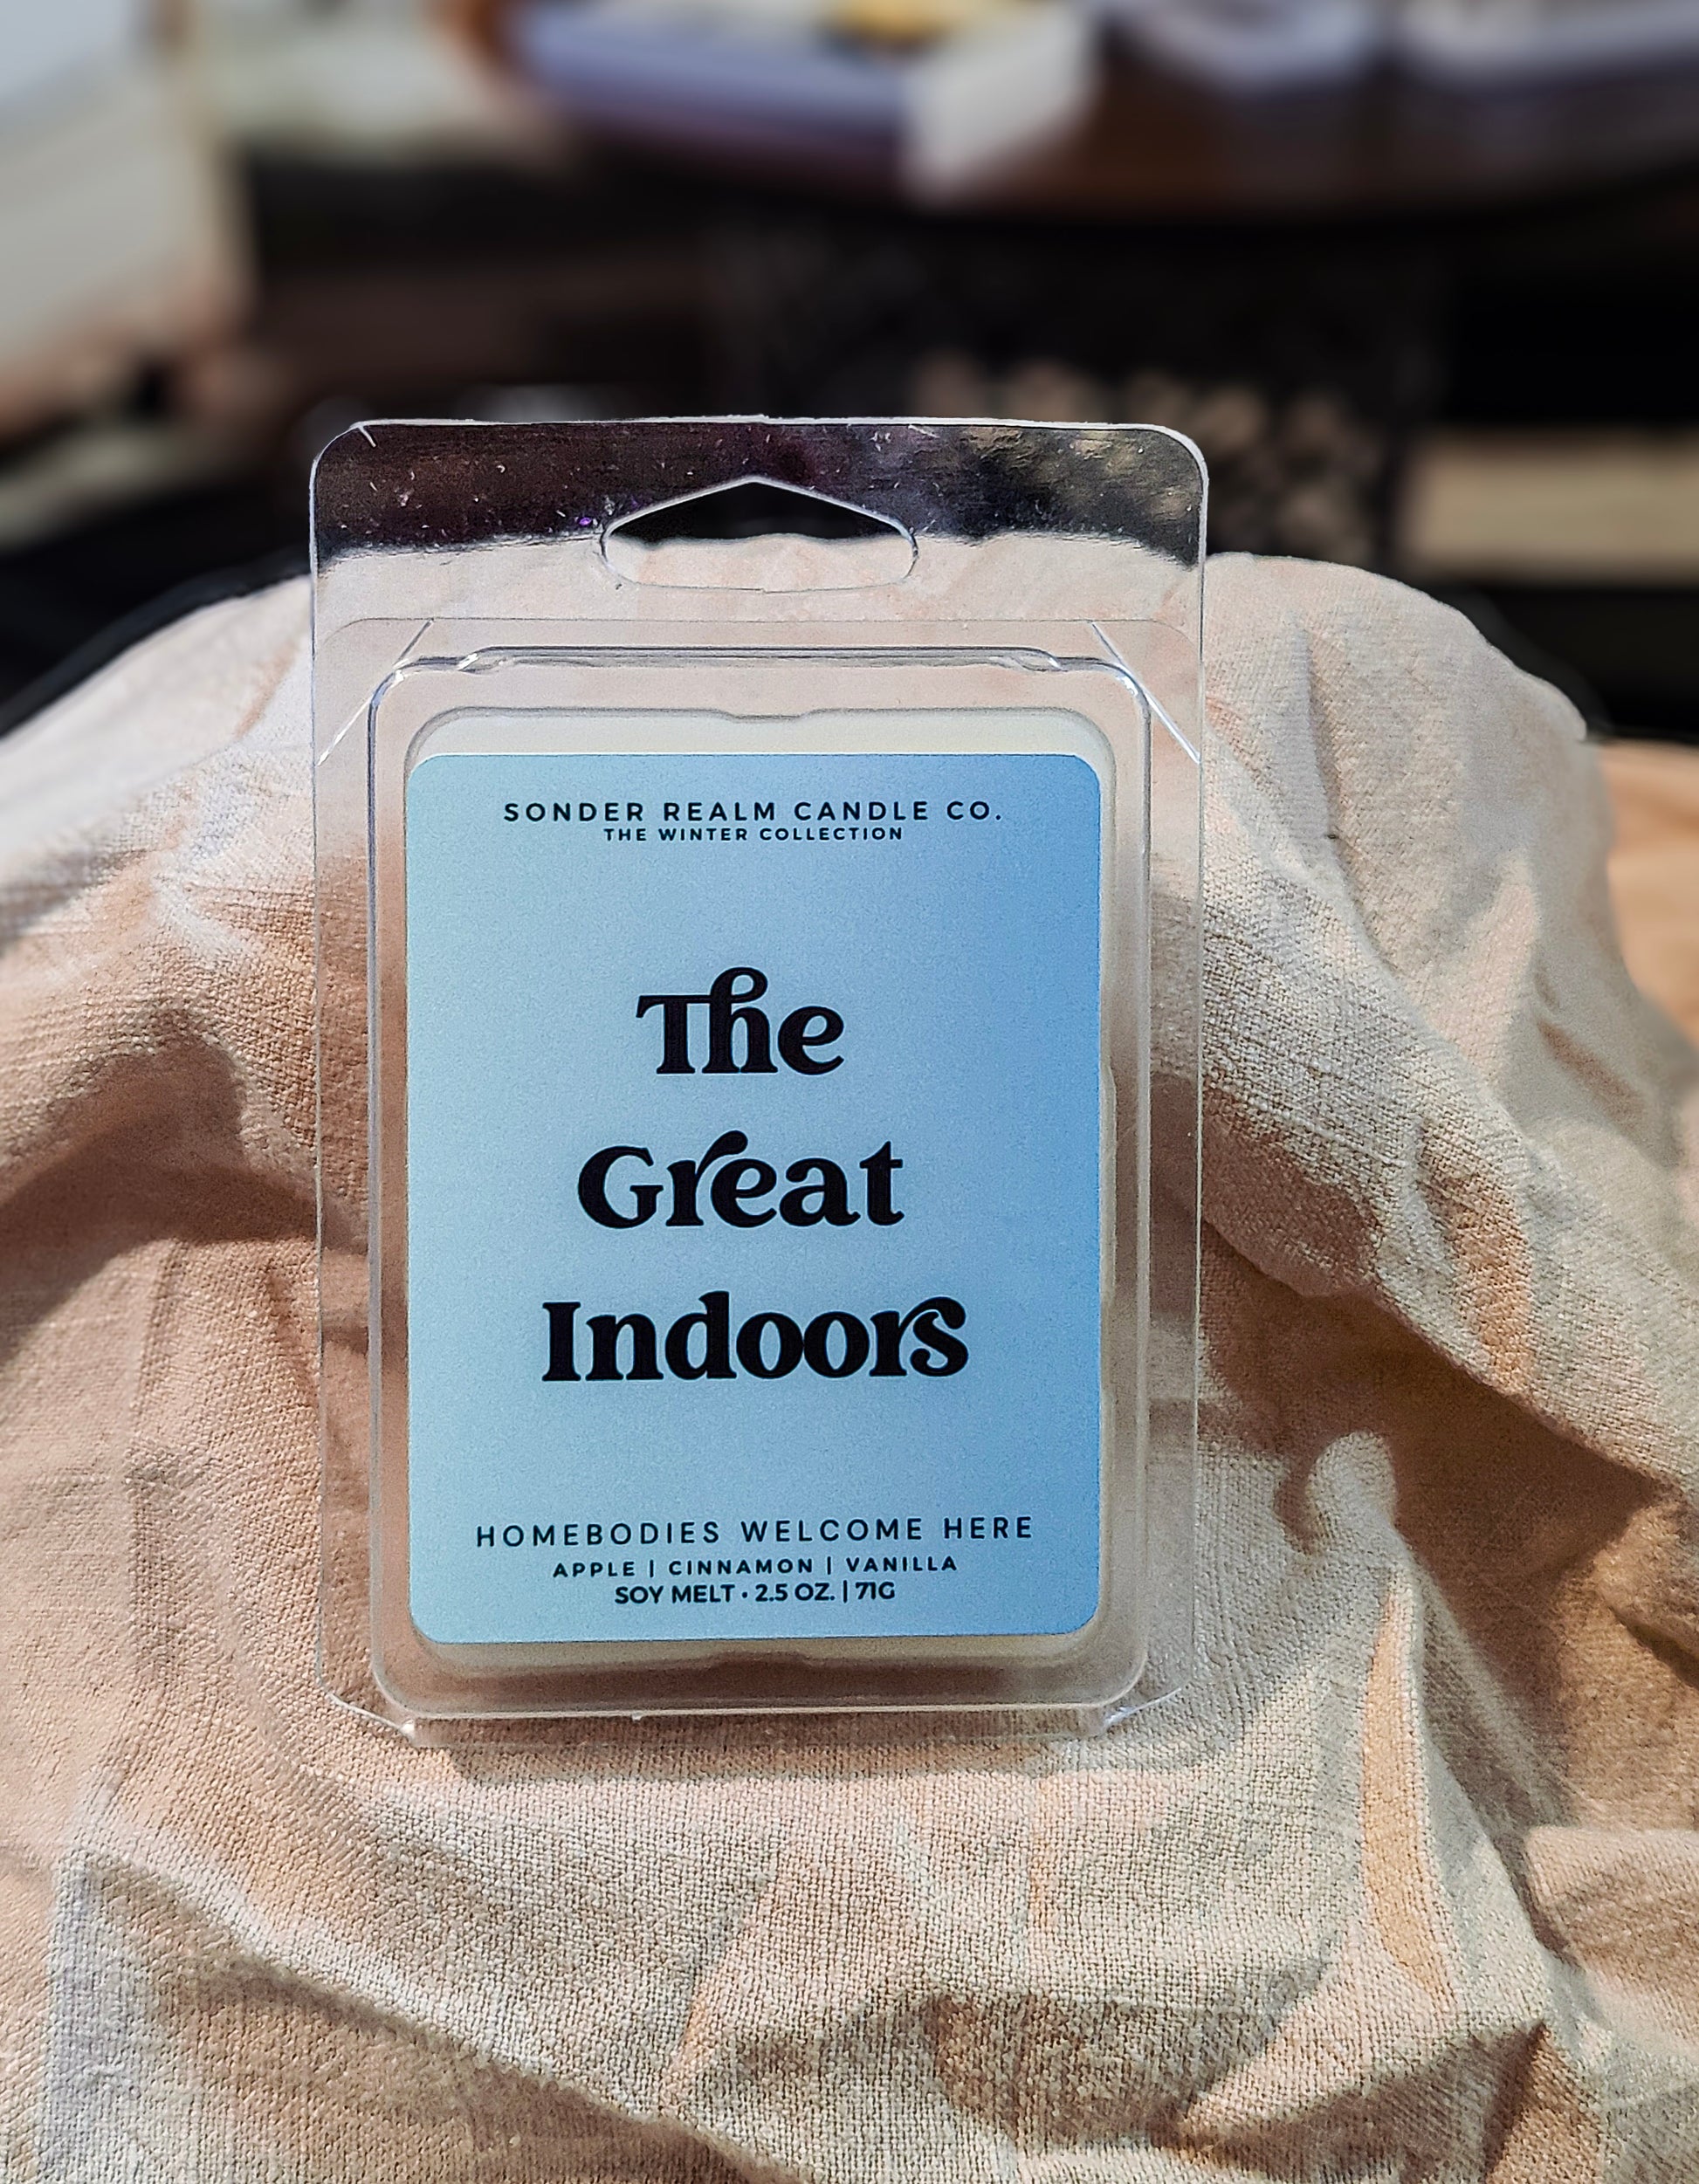 SONDER REALM CANDLE CO.
THE WINTER COLLECTION
The
Great
Indoors
HOMEBODIES WELCOME HERE
APPLE | CINNAMON | VANILLA
SOY MELT • 2.5 OZ. | 71G